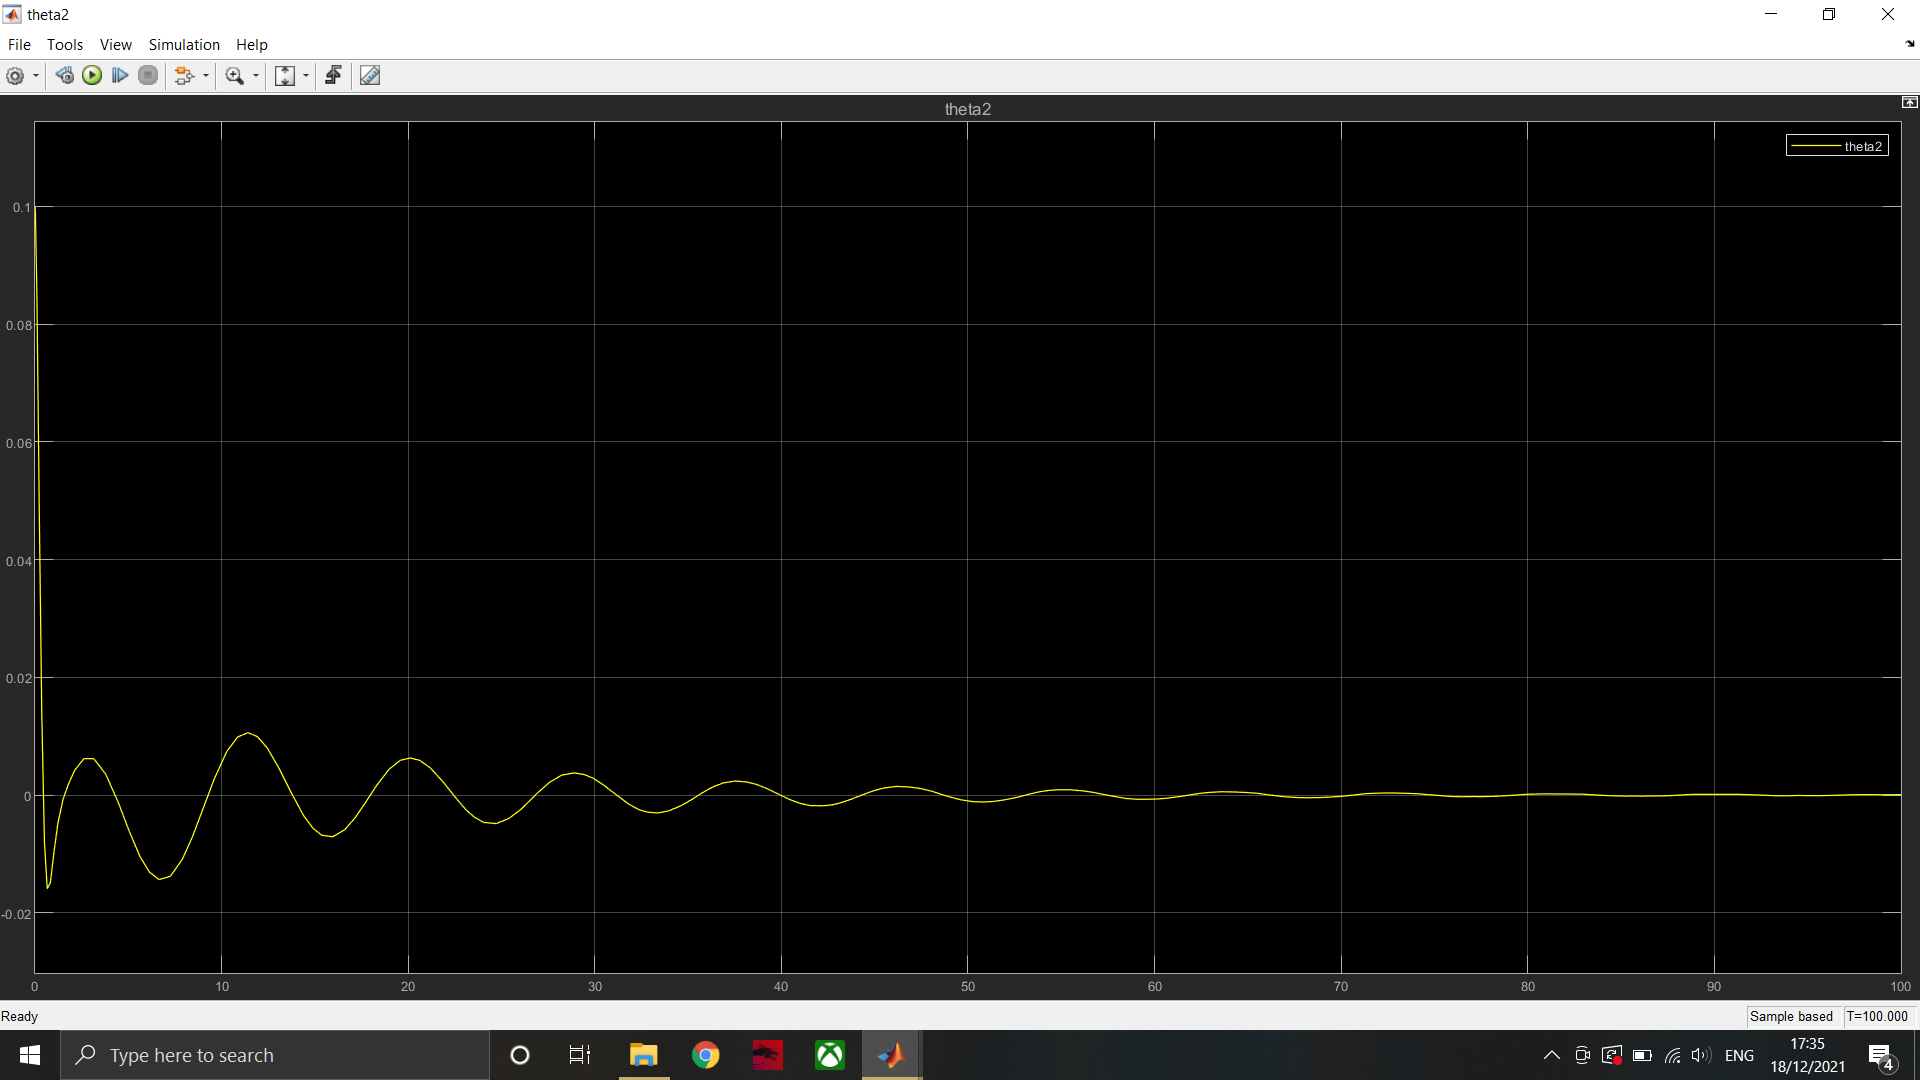 theta2
File Tools View Simulation Help
theta2
theta2
0.1
0.08
0.06
0.04
0.02
0
-0.02
0 10 20 30 40 50 60 70 80 90 100
Ready
Sample based T=100.000
Type here to search
ENG
17:35
18/12/2021
4